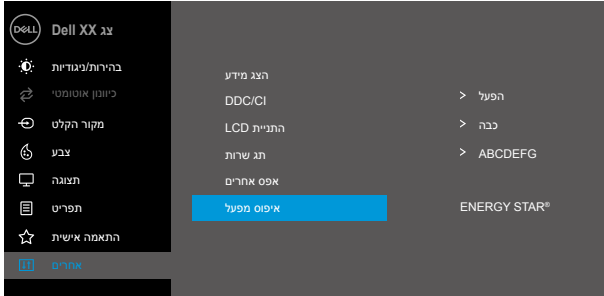 DELL
Dell XX צג
בהירות/ניגודיות
כיוונון אוטומטי
מקור הקלט
צבע
תצוגה
תפריט
התאמה אישית
אחרים
הצג מידע
DDC/CI
התניית LCD
תג שרות
אפס אחרים
איפוס מפעל
> הפעל
> כבה
> ABCDEFG
ENERGY STAR®